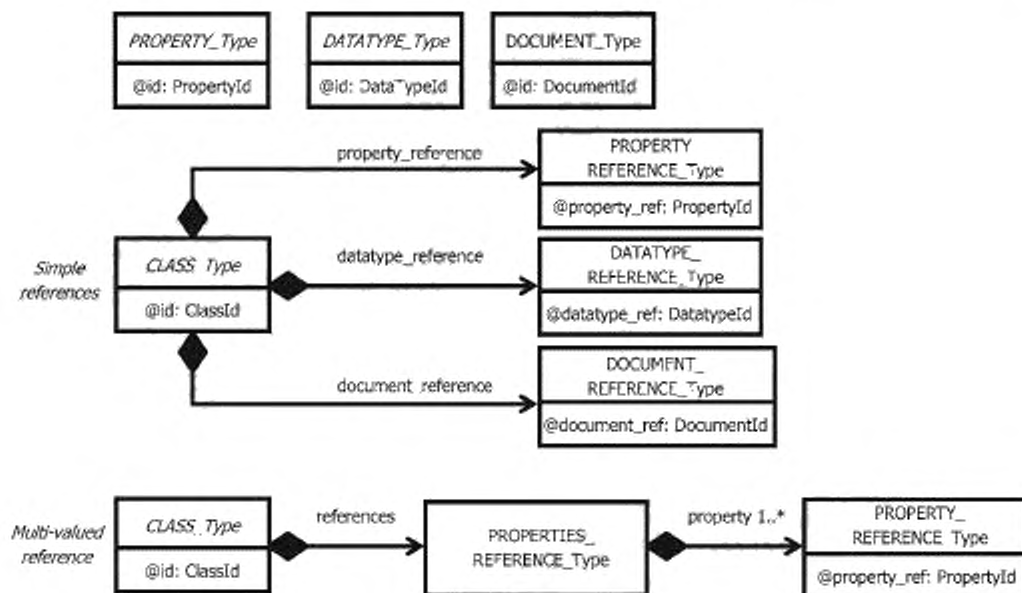 PROPERTY_Type
@id: PropertyId
DATATYPE_Type
@id: DataTypeId
DOCUMENT_Type
@id: DocumentId
property_reference
PROPERTY
REFERENCE_Type
@property_ref: PropertyId
Simple
references
CLASS_Type
@id: ClassId
datatype_reference
DATATYPE_
REFERENCE_Type
@datatype_ref: DatatypeId
document_reference
DOCUMENT_
REFERENCE_Type
@document_ref: DocumentId
Multi-valued
reference
CLASS_Type
@id: ClassId
references
PROPERTIES_
REFERENCE_Type
property 1..*
PROPERTY_
REFERENCE_Type
@property_ref: PropertyId